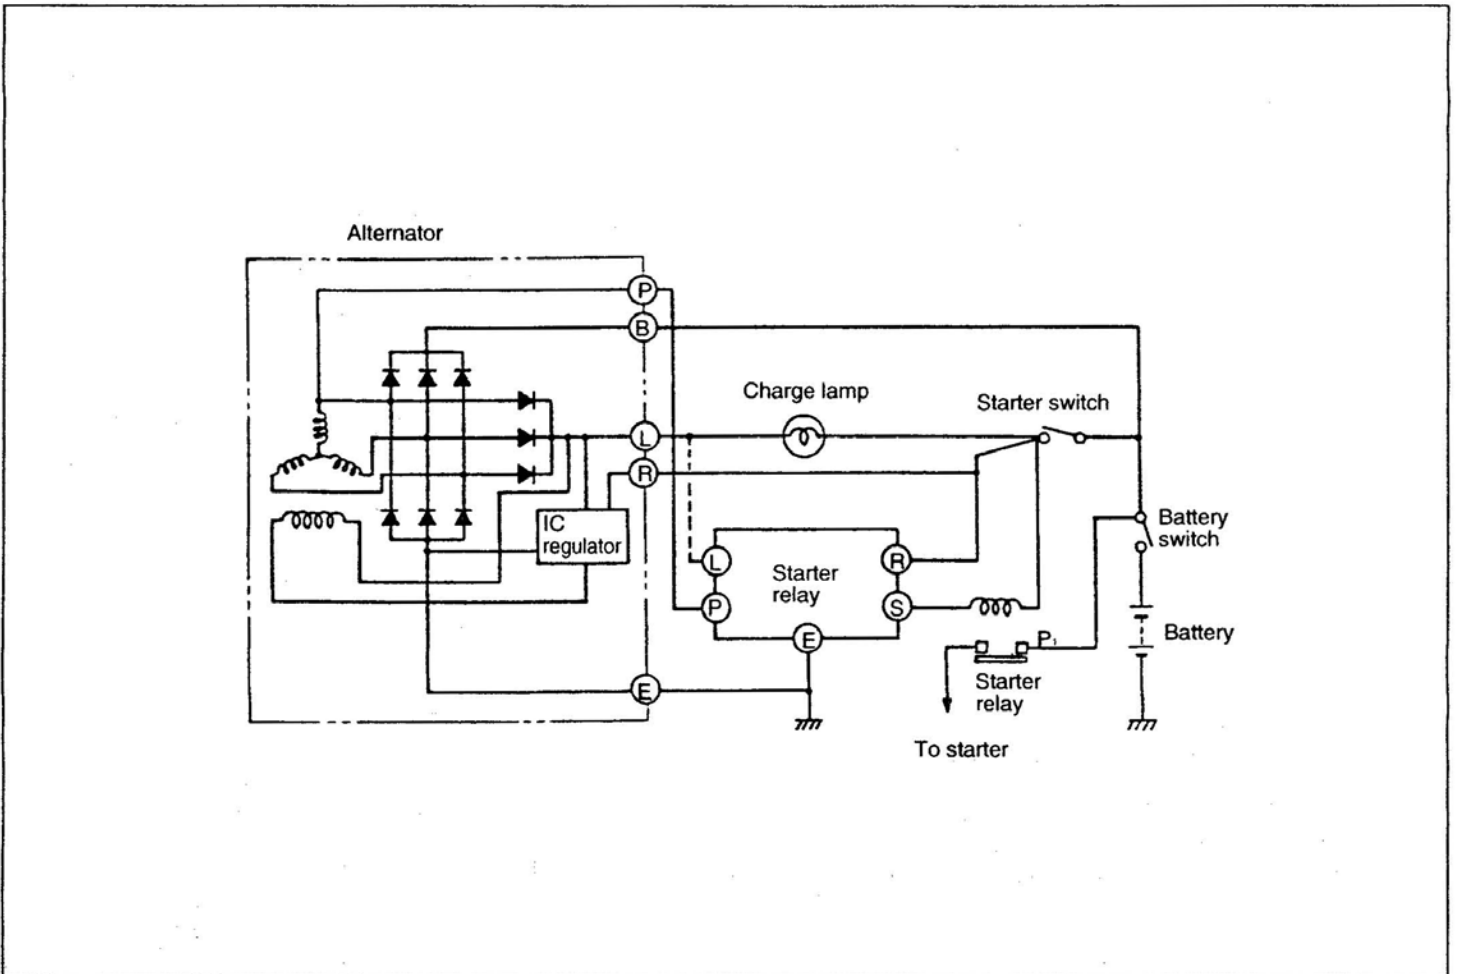 Alternator
P
B
Charge lamp
Starter switch
L
R
IC
regulator
Battery
switch
L
Starter
relay
R
P
S
E
P1
Battery
E
Starter
relay
To starter